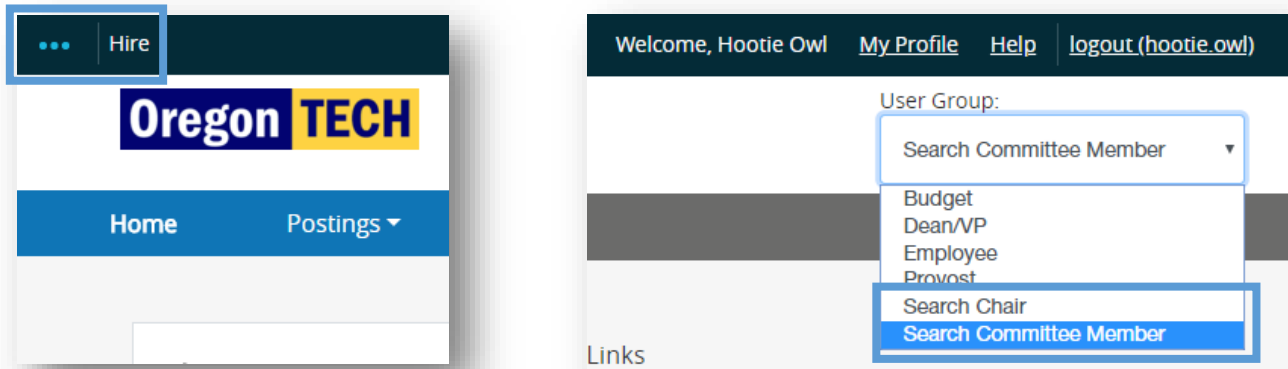 ••• Hire
Oregon TECH
Home Postings
Welcome, Hootie Owl My Profile Help logout (hootie.owl)
User Group:
Search Committee Member
Budget
Dean/VP
Employee
Provost
Search Chair
Search Committee Member
Links